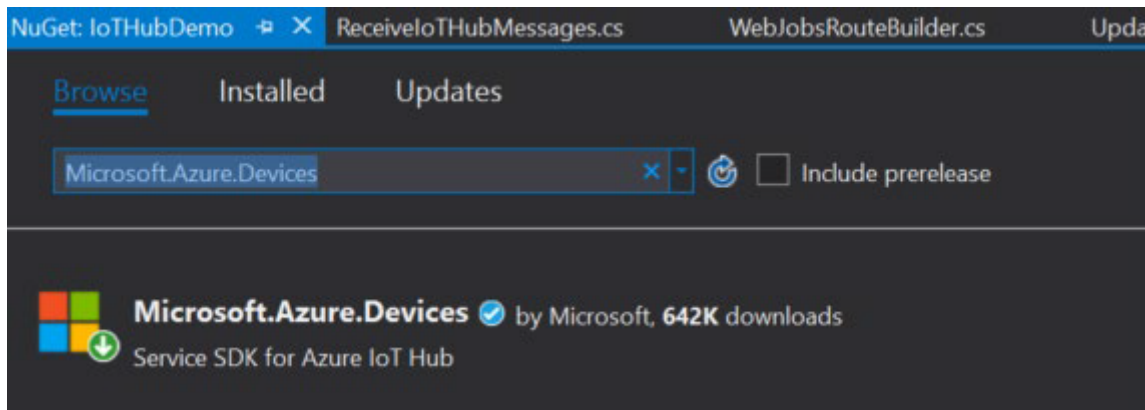 NuGet: IoTHubDemo ReceiveIoTHubMessages.cs WebJobsRouteBuilder.cs Upda
Browse Installed Updates
Microsoft.Azure.Devices Include prerelease
Microsoft.Azure.Devices by Microsoft, 642K downloads
Service SDK for Azure IoT Hub